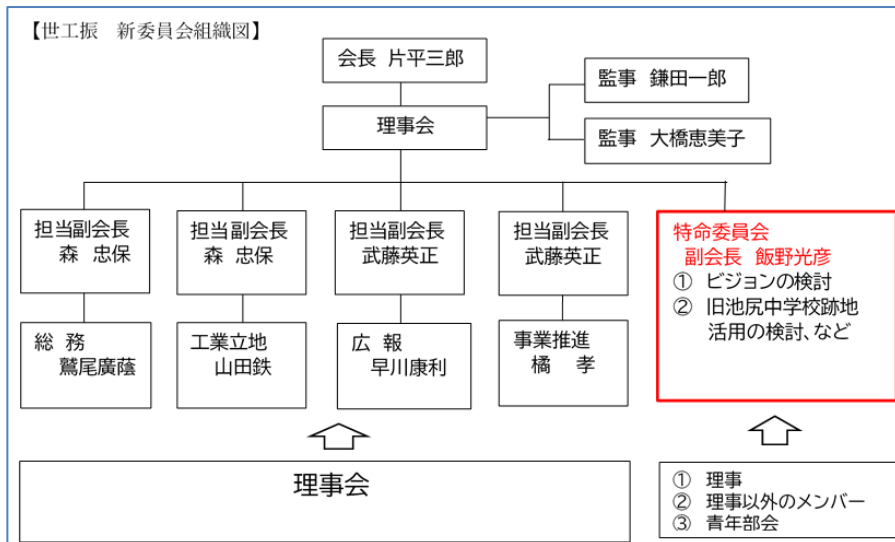 【世工振　新委員会組織図】
会長 片平三郎
監事 鎌田一郎
理事会
監事 大橋恵美子
担当副会長
森 忠保
担当副会長
森 忠保
担当副会長
武藤英正
担当副会長
武藤英正
特命委員会
副会長 飯野光彦
① ビジョンの検討
② 旧池尻中学校跡地
活用の検討、など
総 務
鷲尾廣蔭
工業立地
山田鉄
広 報
早川康利
事業推進
橘 孝
理事会
① 理事
② 理事以外のメンバー
③ 青年部会